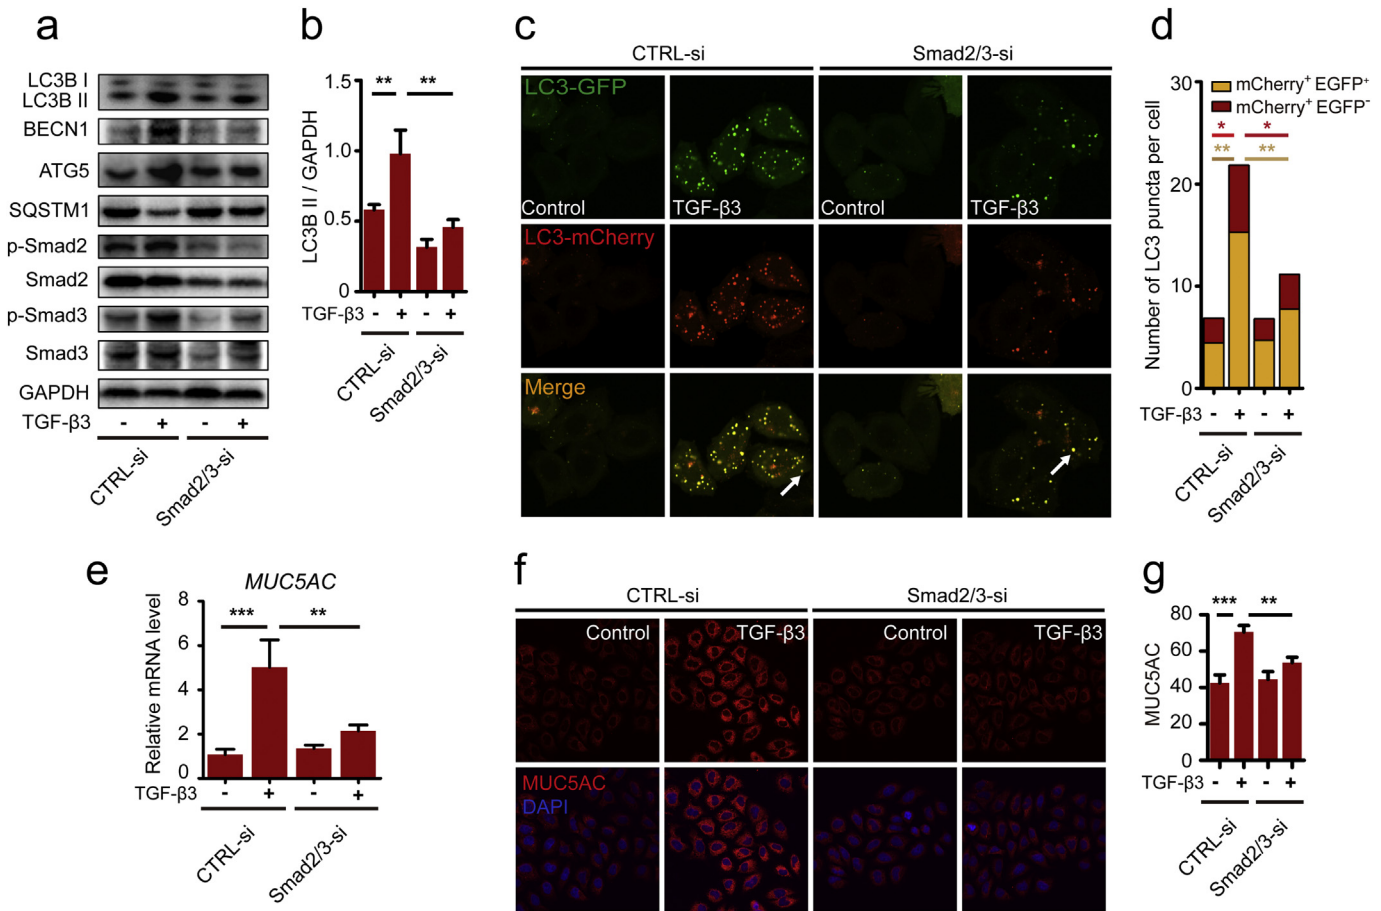 a
LC3B I
LC3B II
BECN1
ATG5
SQSTM1
p-Smad2
Smad2
p-Smad3
Smad3
GAPDH
TGF-β3 - + - +
CTRL-si Smad2/3-si
b
LC3B II / GAPDH
1.5
1.0
0.5
0
** **
TGF-β3 - + - +
CTRL-si Smad2/3-si
c
CTRL-si Smad2/3-si
LC3-GFP
Control TGF-β3 Control TGF-β3
LC3-mCherry
Merge
d
Number of LC3 puncta per cell
30
20
10
0
mCherry⁺ EGFP⁺
mCherry⁺ EGFP⁻
* *
** **
TGF-β3 - + - +
CTRL-si Smad2/3-si
e
MUC5AC
Relative mRNA level
8
6
4
2
0
*** **
TGF-β3 - + - +
CTRL-si Smad2/3-si
f
CTRL-si Smad2/3-si
Control TGF-β3 Control TGF-β3
MUC5AC
DAPI
g
MUC5AC
80
60
40
20
0
*** **
TGF-β3 - + - +
CTRL-si Smad2/3-si